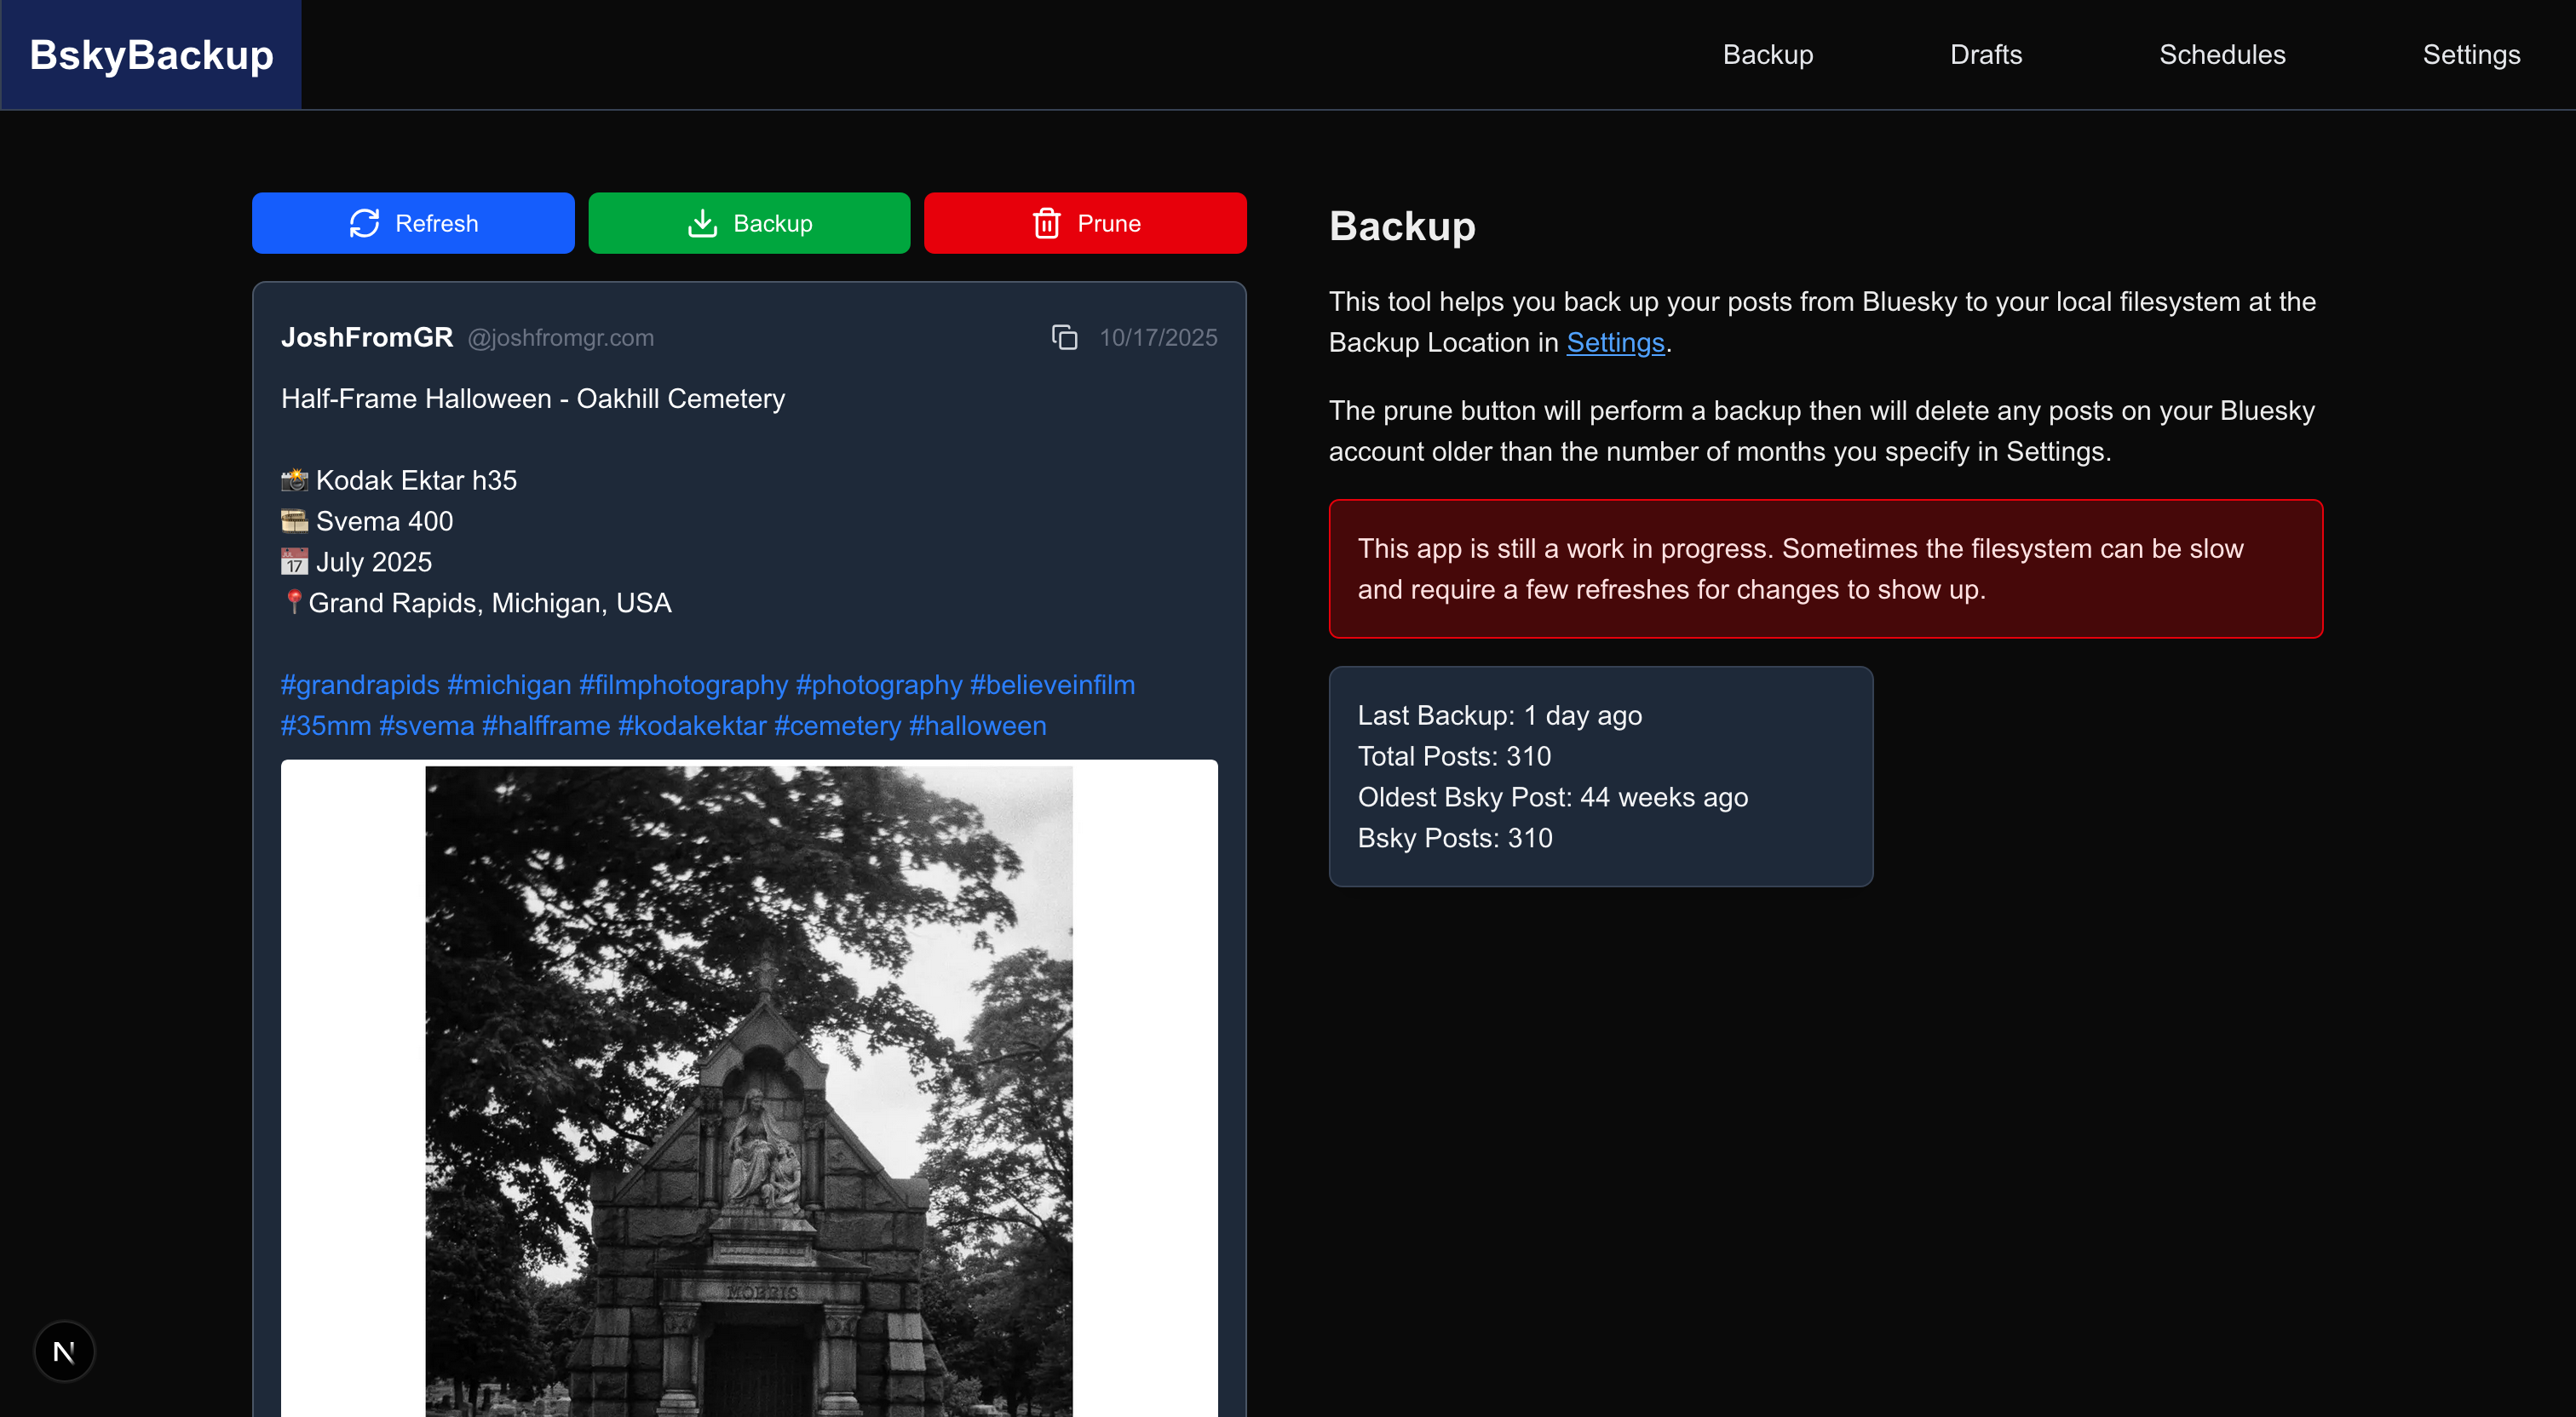 BskyBackup
Backup
Drafts
Schedules
Settings
Refresh
Backup
Prune
JoshFromGR @joshfromgr.com
10/17/2025
Half-Frame Halloween - Oakhill Cemetery
📸 Kodak Ektar h35
🎞️ Svema 400
📅 July 2025
📍Grand Rapids, Michigan, USA
#grandrapids #michigan #filmphotography #photography #believeinfilm
#35mm #svema #halfframe #kodakektar #cemetery #halloween
MORRIS
Backup
This tool helps you back up your posts from Bluesky to your local filesystem at the
Backup Location in Settings.
The prune button will perform a backup then will delete any posts on your Bluesky
account older than the number of months you specify in Settings.
This app is still a work in progress. Sometimes the filesystem can be slow
and require a few refreshes for changes to show up.
Last Backup: 1 day ago
Total Posts: 310
Oldest Bsky Post: 44 weeks ago
Bsky Posts: 310
N